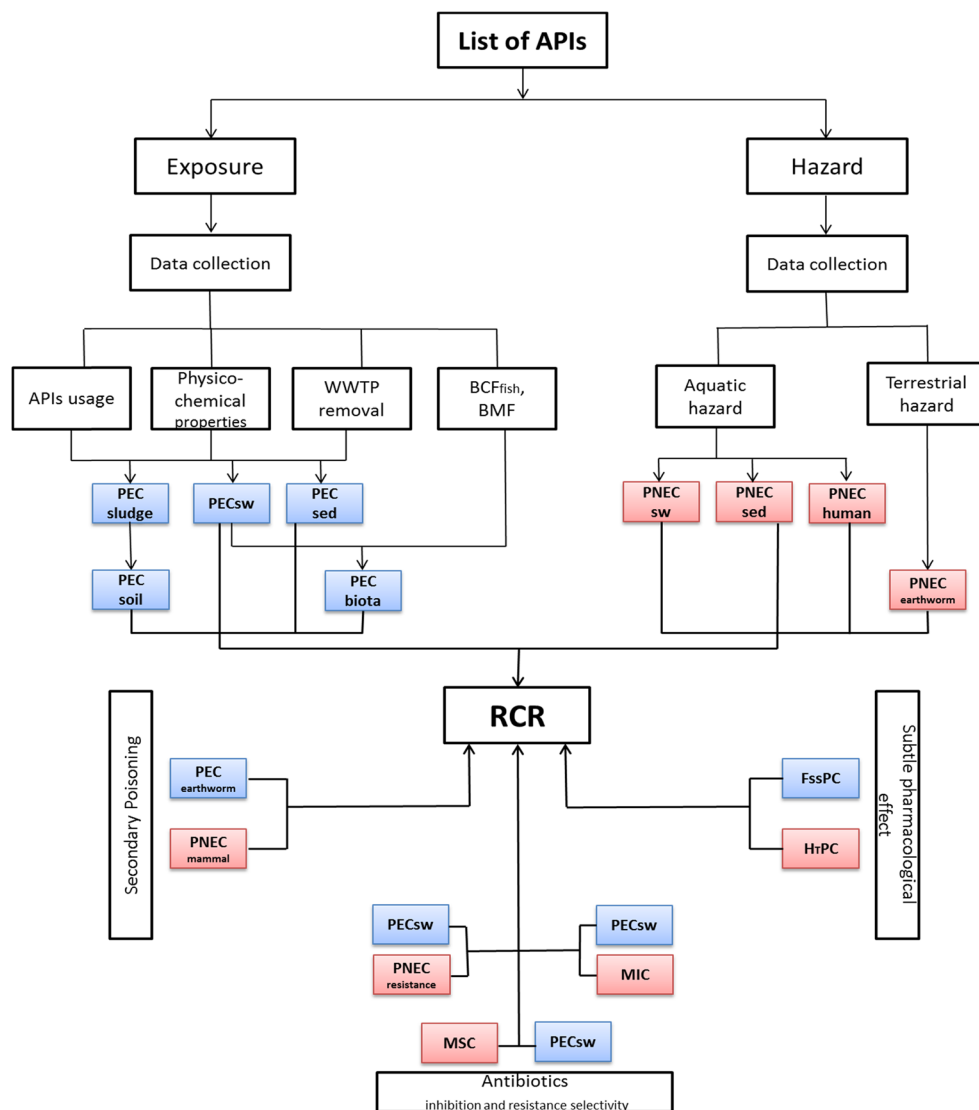 List of APIs
Exposure
Hazard
Data collection
Data collection
APIs usage
Physico-
chemical
properties
WWTP
removal
BCFfish,
BMF
Aquatic
hazard
Terrestrial
hazard
PEC
sludge
PECsw
PEC
sed
PNEC
sw
PNEC
sed
PNEC
human
PEC
soil
PEC
biota
PNEC
earthworm
RCR
Secondary Poisoning
PEC
earthworm
PNEC
mammal
FssPC
HTPC
Subtle pharmacological
effect
PECsw
PNEC
resistance
PECsw
MIC
MSC
PECsw
Antibiotics
inhibition and resistance selectivity